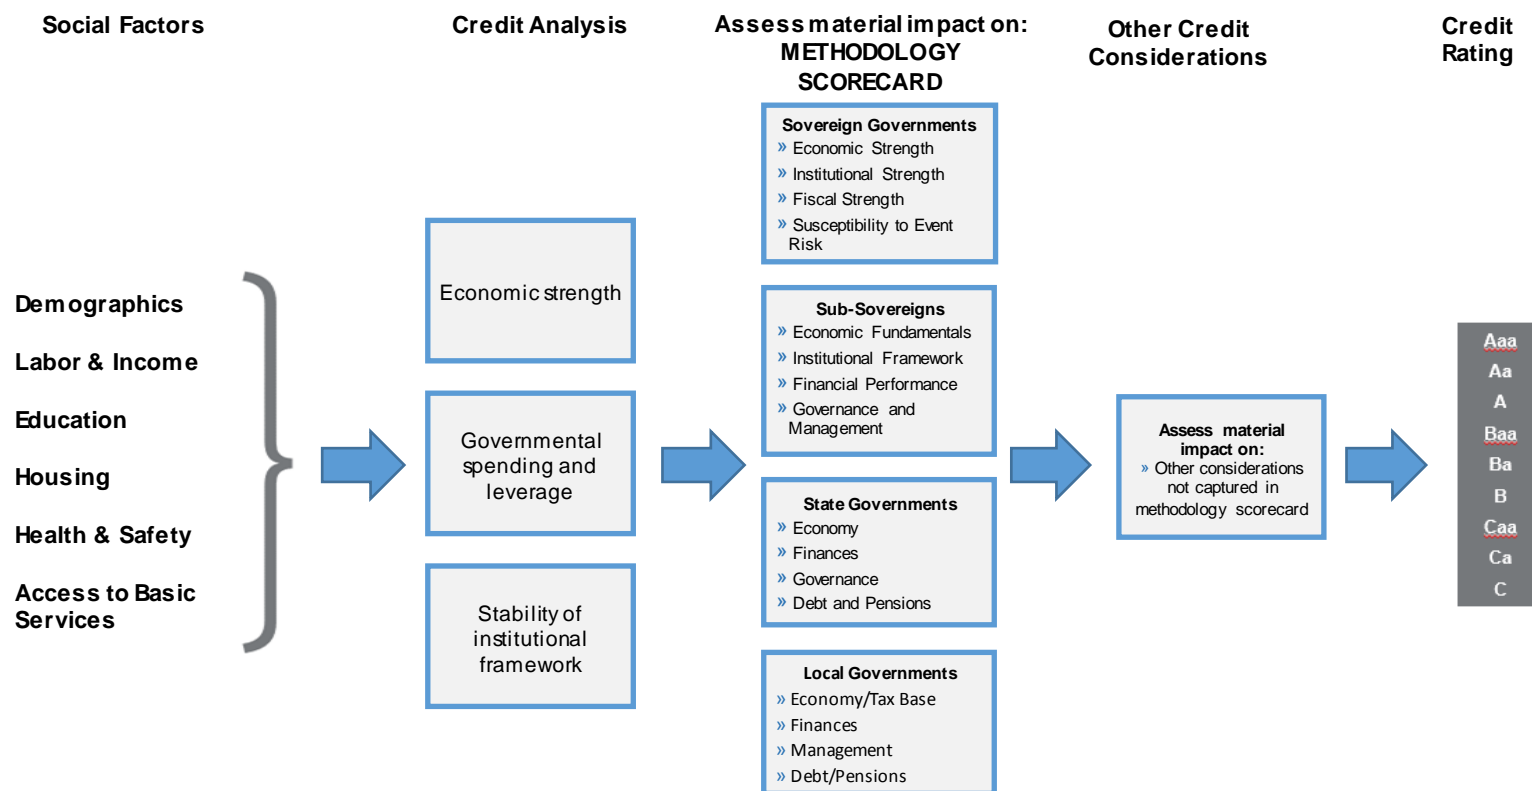 Social Factors
Credit Analysis
Assess material impact on:
METHODOLOGY
SCORECARD
Other Credit
Considerations
Credit
Rating
Demographics
Labor & Income
Education
Housing
Health & Safety
Access to Basic
Services
Economic strength
Governmental
spending and
leverage
Stability of
institutional
framework
Sovereign Governments
» Economic Strength
» Institutional Strength
» Fiscal Strength
» Susceptibility to Event
Risk
Sub-Sovereigns
» Economic Fundamentals
» Institutional Framework
» Financial Performance
» Governance and
Management
State Governments
» Economy
» Finances
» Governance
» Debt and Pensions
Local Governments
» Economy/Tax Base
» Finances
» Management
» Debt/Pensions
Assess material
impact on:
» Other considerations
not captured in
methodology scorecard
Aaa
Aa
A
Baa
Ba
B
Caa
Ca
C